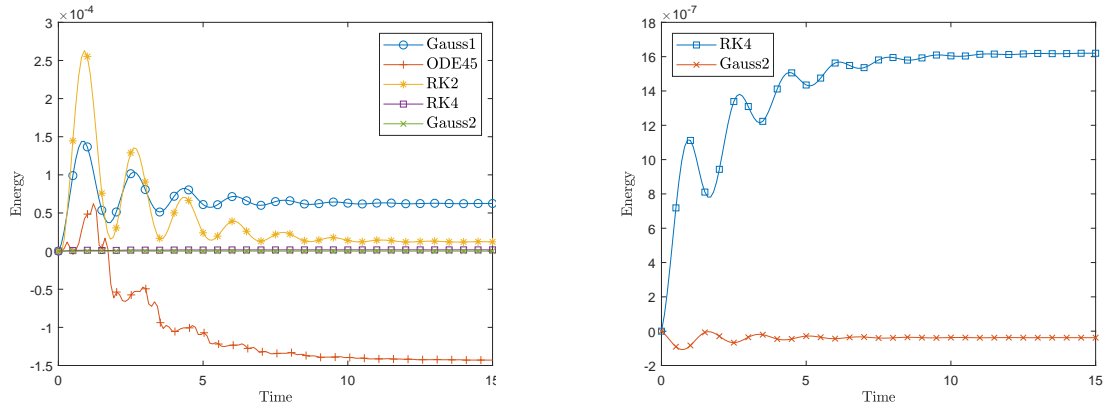 ×10⁻⁴
3
2.5
2
1.5
1
0.5
0
-0.5
-1
-1.5
Energy
0 5 10 15
Time
Gauss1
ODE45
RK2
RK4
Gauss2
×10⁻⁷
18
16
14
12
10
8
6
4
2
0
-2
Energy
0 5 10 15
Time
RK4
Gauss2